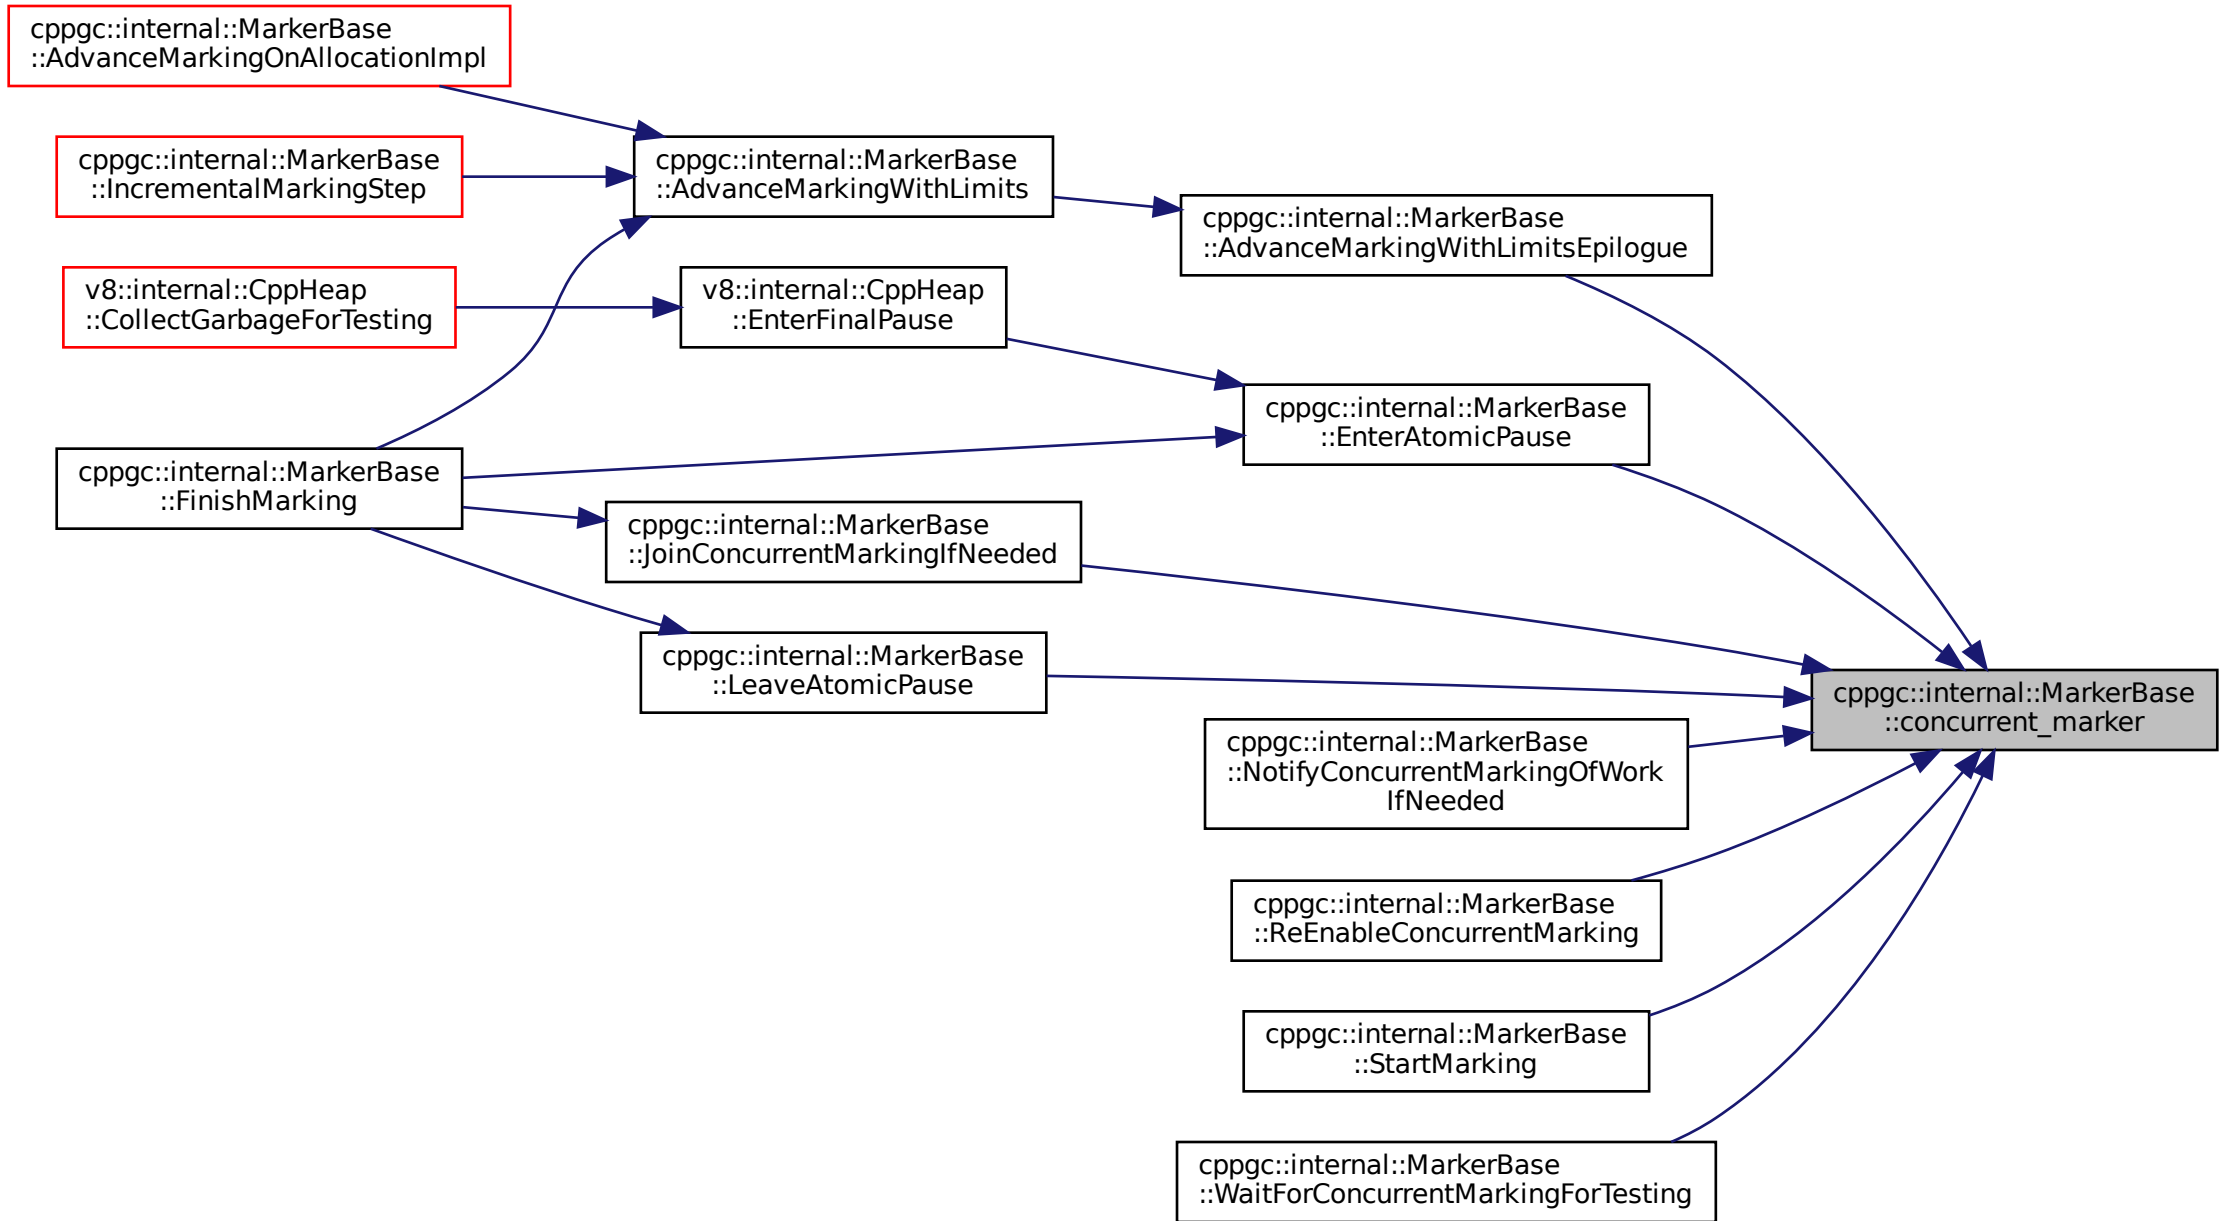 cppgc::internal::MarkerBase
::AdvanceMarkingOnAllocationImpl
cppgc::internal::MarkerBase
::IncrementalMarkingStep
cppgc::internal::MarkerBase
::AdvanceMarkingWithLimits
cppgc::internal::MarkerBase
::AdvanceMarkingWithLimitsEpilogue
v8::internal::CppHeap
::CollectGarbageForTesting
v8::internal::CppHeap
::EnterFinalPause
cppgc::internal::MarkerBase
::EnterAtomicPause
cppgc::internal::MarkerBase
::FinishMarking
cppgc::internal::MarkerBase
::JoinConcurrentMarkingIfNeeded
cppgc::internal::MarkerBase
::LeaveAtomicPause
cppgc::internal::MarkerBase
::concurrent_marker
cppgc::internal::MarkerBase
::NotifyConcurrentMarkingOfWork
IfNeeded
cppgc::internal::MarkerBase
::ReEnableConcurrentMarking
cppgc::internal::MarkerBase
::StartMarking
cppgc::internal::MarkerBase
::WaitForConcurrentMarkingForTesting